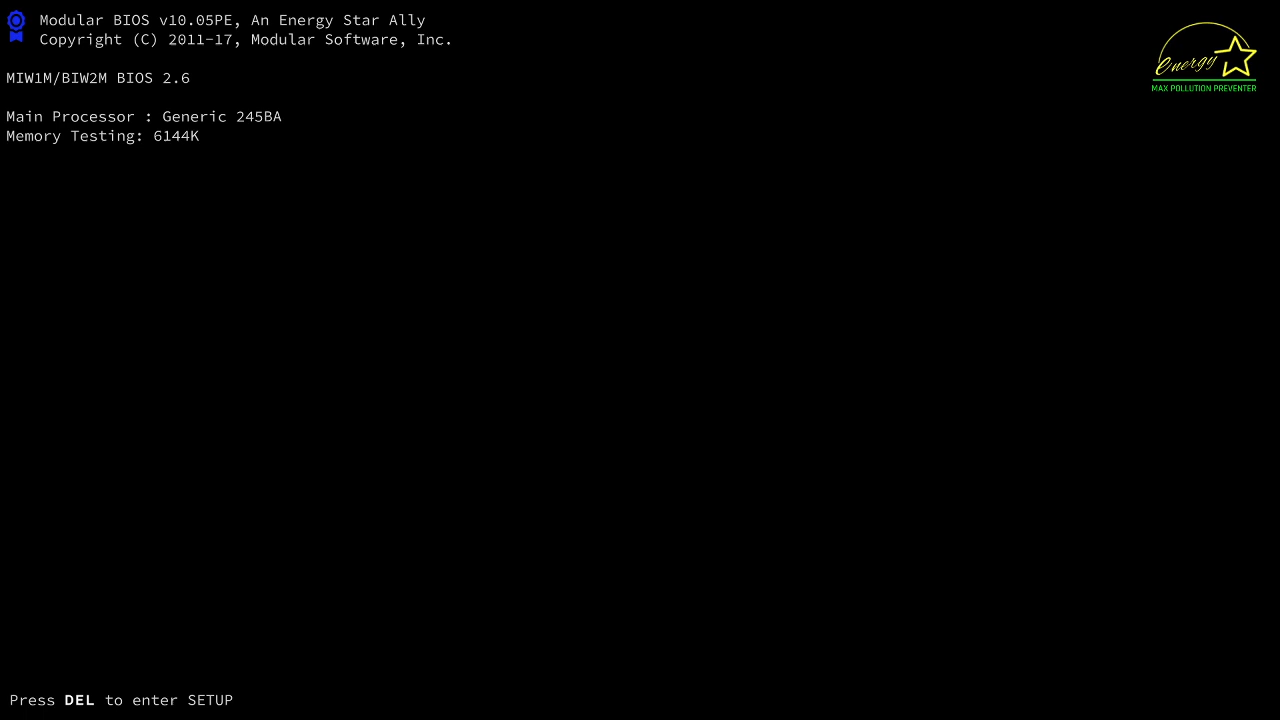 Modular BIOS v10.05PE, An Energy Star Ally
Copyright (C) 2011-17, Modular Software, Inc.
MIW1M/BIW2M BIOS 2.6
Main Processor : Generic 245BA
Memory Testing: 6144K
energy
MAX POLLUTION PREVENTER
Press DEL to enter SETUP